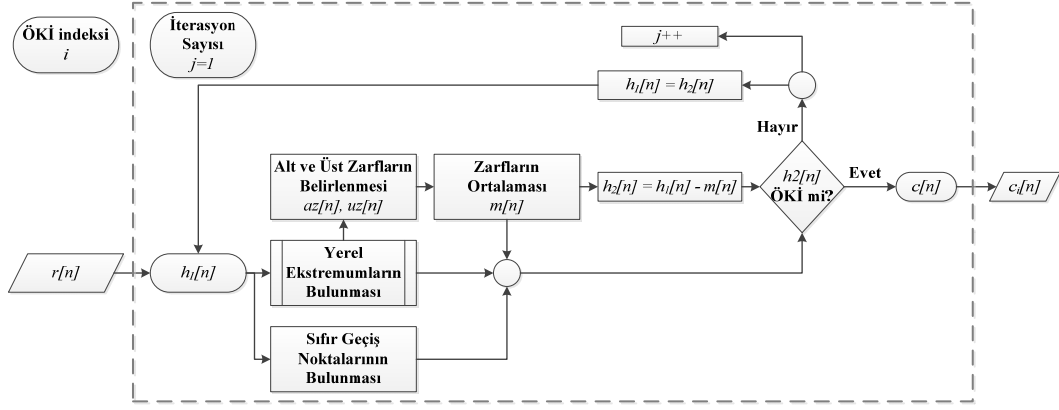 ÖKİ indeksi
i
İterasyon
Sayısı
j=1
j++
h₁[n] = h₂[n]
Hayır
Alt ve Üst Zarfların
Belirlenmesi
az[n], uz[n]
Zarfların
Ortalaması
m[n]
h₂[n] = h₁[n] - m[n]
h2[n]
ÖKİ mi?
Evet
c[n]
cᵢ[n]
r[n]
h₁[n]
Yerel
Ekstremumların
Bulunması
Sıfır Geçiş
Noktalarının
Bulunması